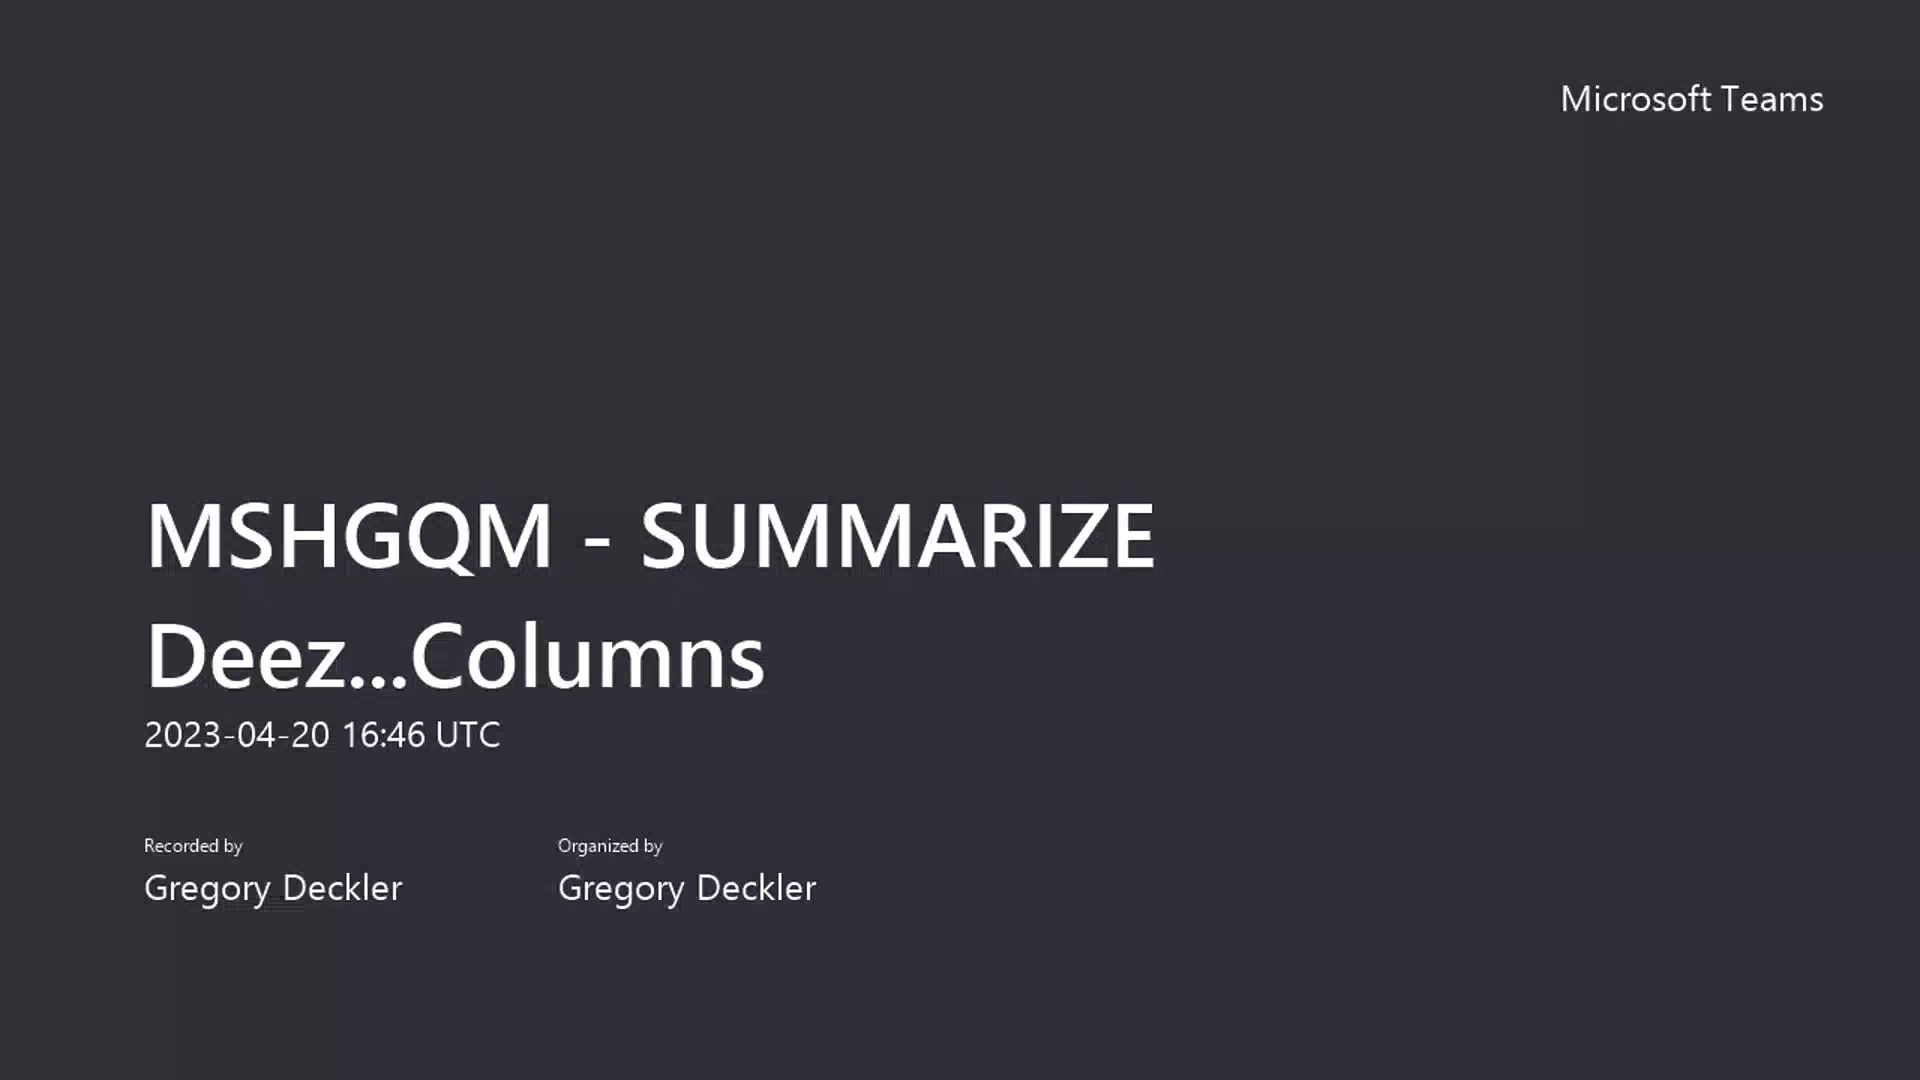 Microsoft Teams
MSHGQM - SUMMARIZE
Deez...Columns
2023-04-20 16:46 UTC
Recorded by
Gregory Deckler
Organized by
Gregory Deckler